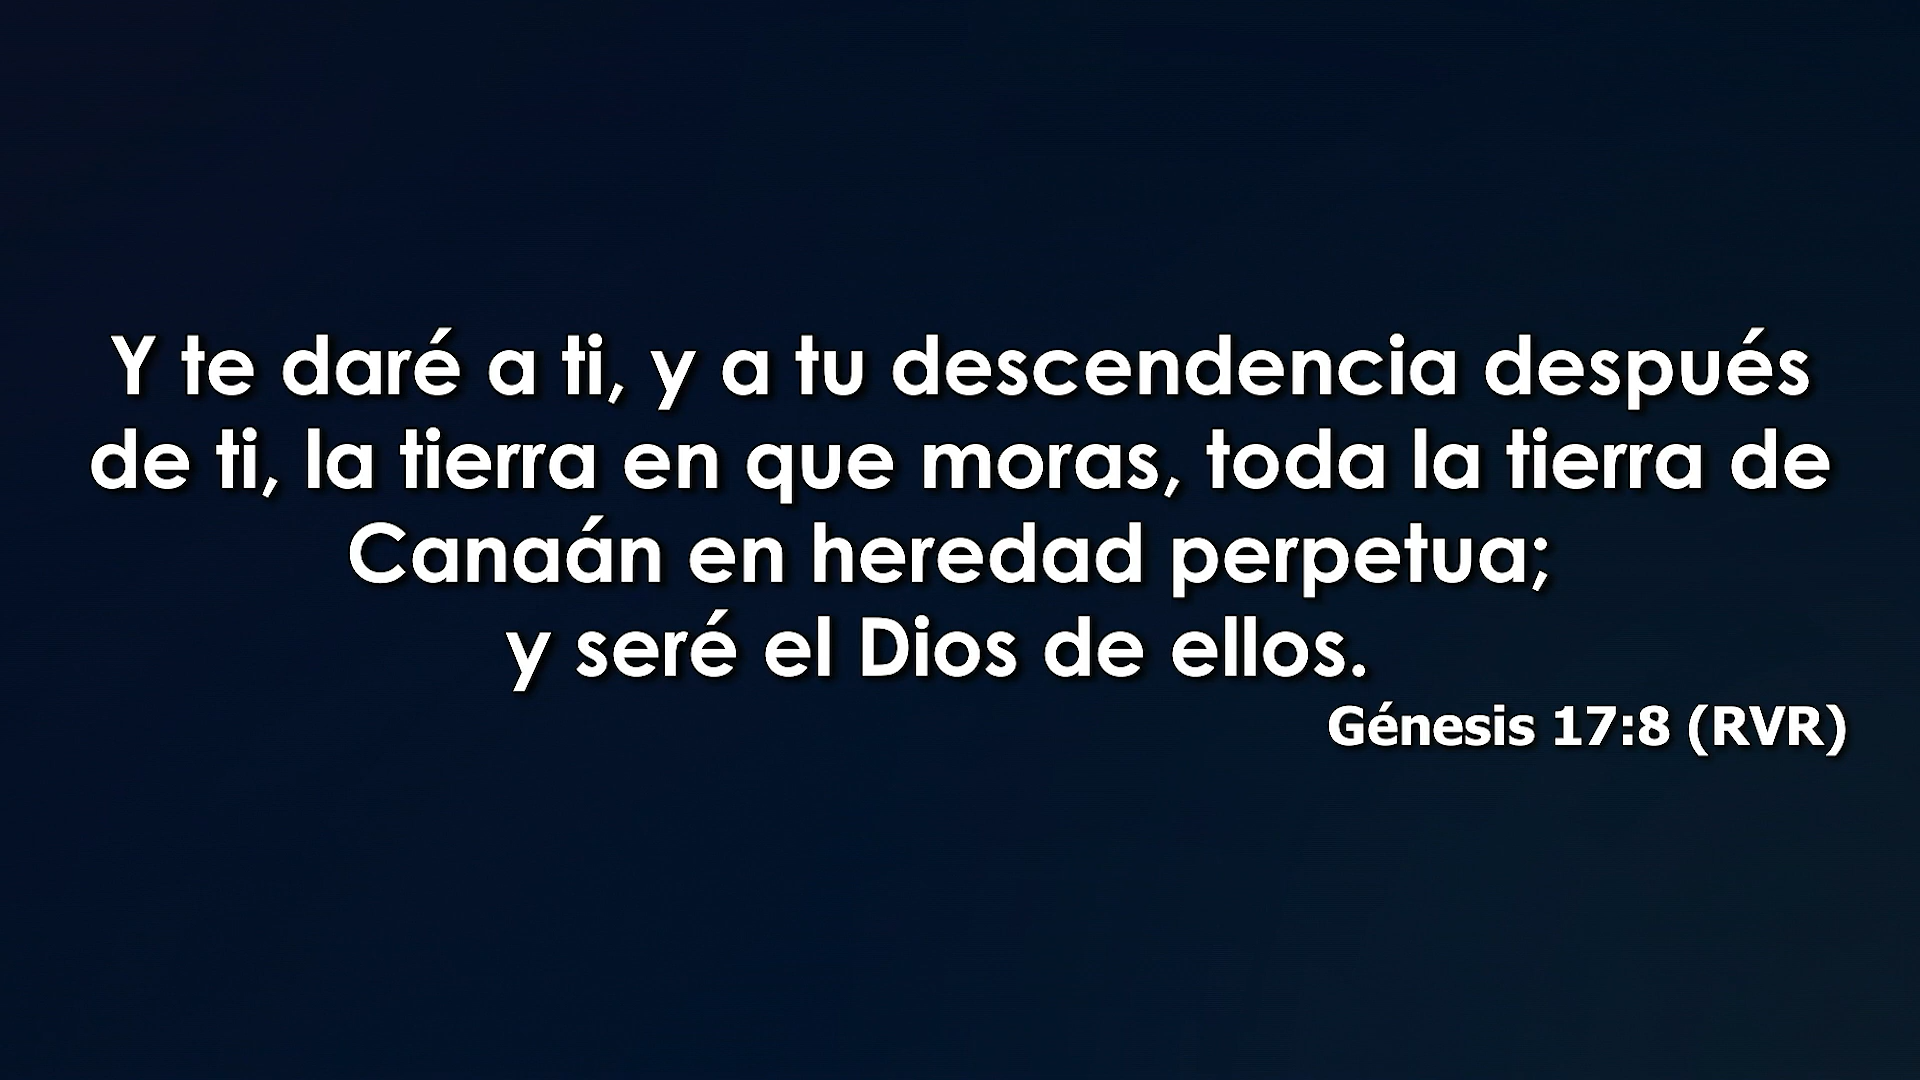 Y te daré a ti, y a tu descendencia después
de ti, la tierra en que moras, toda la tierra de
Canaán en heredad perpetua;
y seré el Dios de ellos.
Génesis 17:8 (RVR)